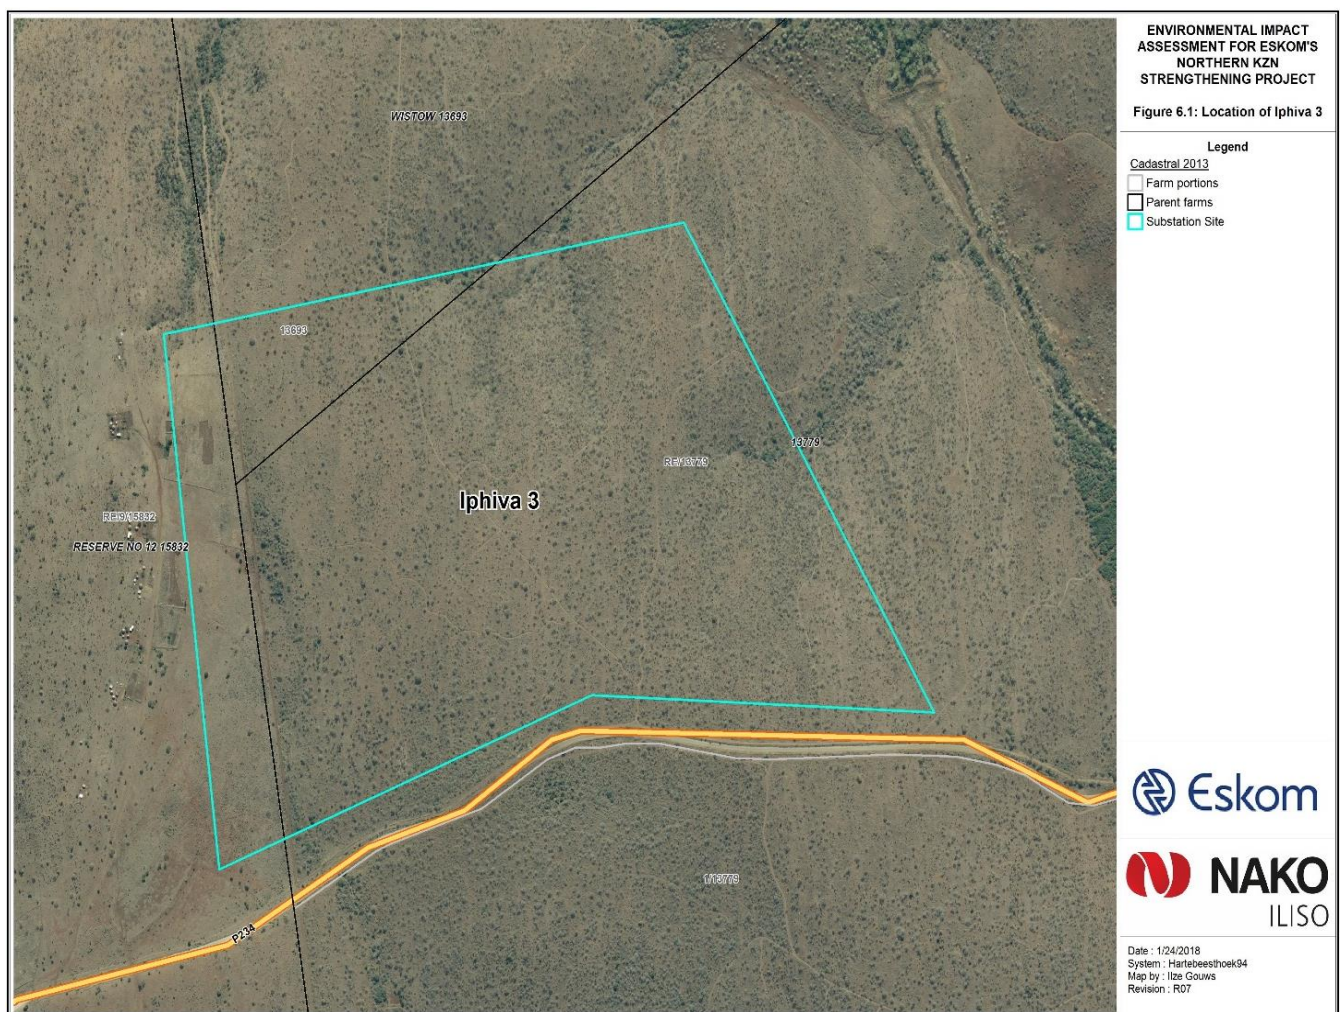 ENVIRONMENTAL IMPACT
ASSESSMENT FOR ESKOM'S
NORTHERN KZN
STRENGTHENING PROJECT
Figure 6.1: Location of Iphiva 3
Legend
Cadastral 2013
Farm portions
Parent farms
Substation Site
WISTOW 13693
13693
13779
RE/13779
Iphiva 3
RE/9/15832
RESERVE NO 12 15832
1/13779
P234
Eskom
NAKO
ILISO
Date : 1/24/2018
System : Hartebeesthoek94
Map by : Ilze Gouws
Revision : R07